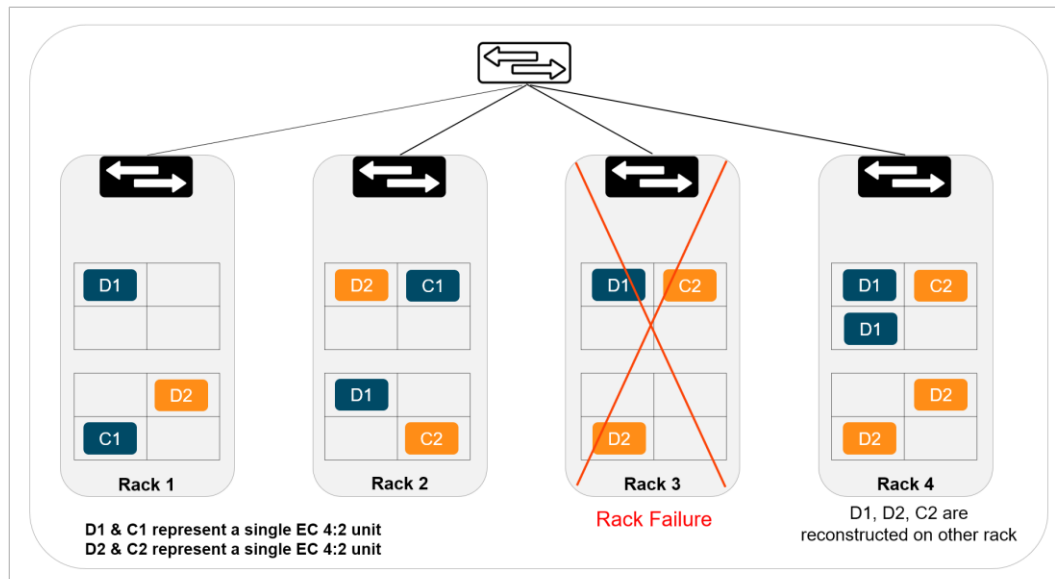 D1
D2
C1
Rack 1
D2 C1
D1
C2
Rack 2
D1 C2
D2
Rack 3
Rack Failure
D1 C2
D1
D2
D2
Rack 4
D1, D2, C2 are
reconstructed on other rack
D1 & C1 represent a single EC 4:2 unit
D2 & C2 represent a single EC 4:2 unit